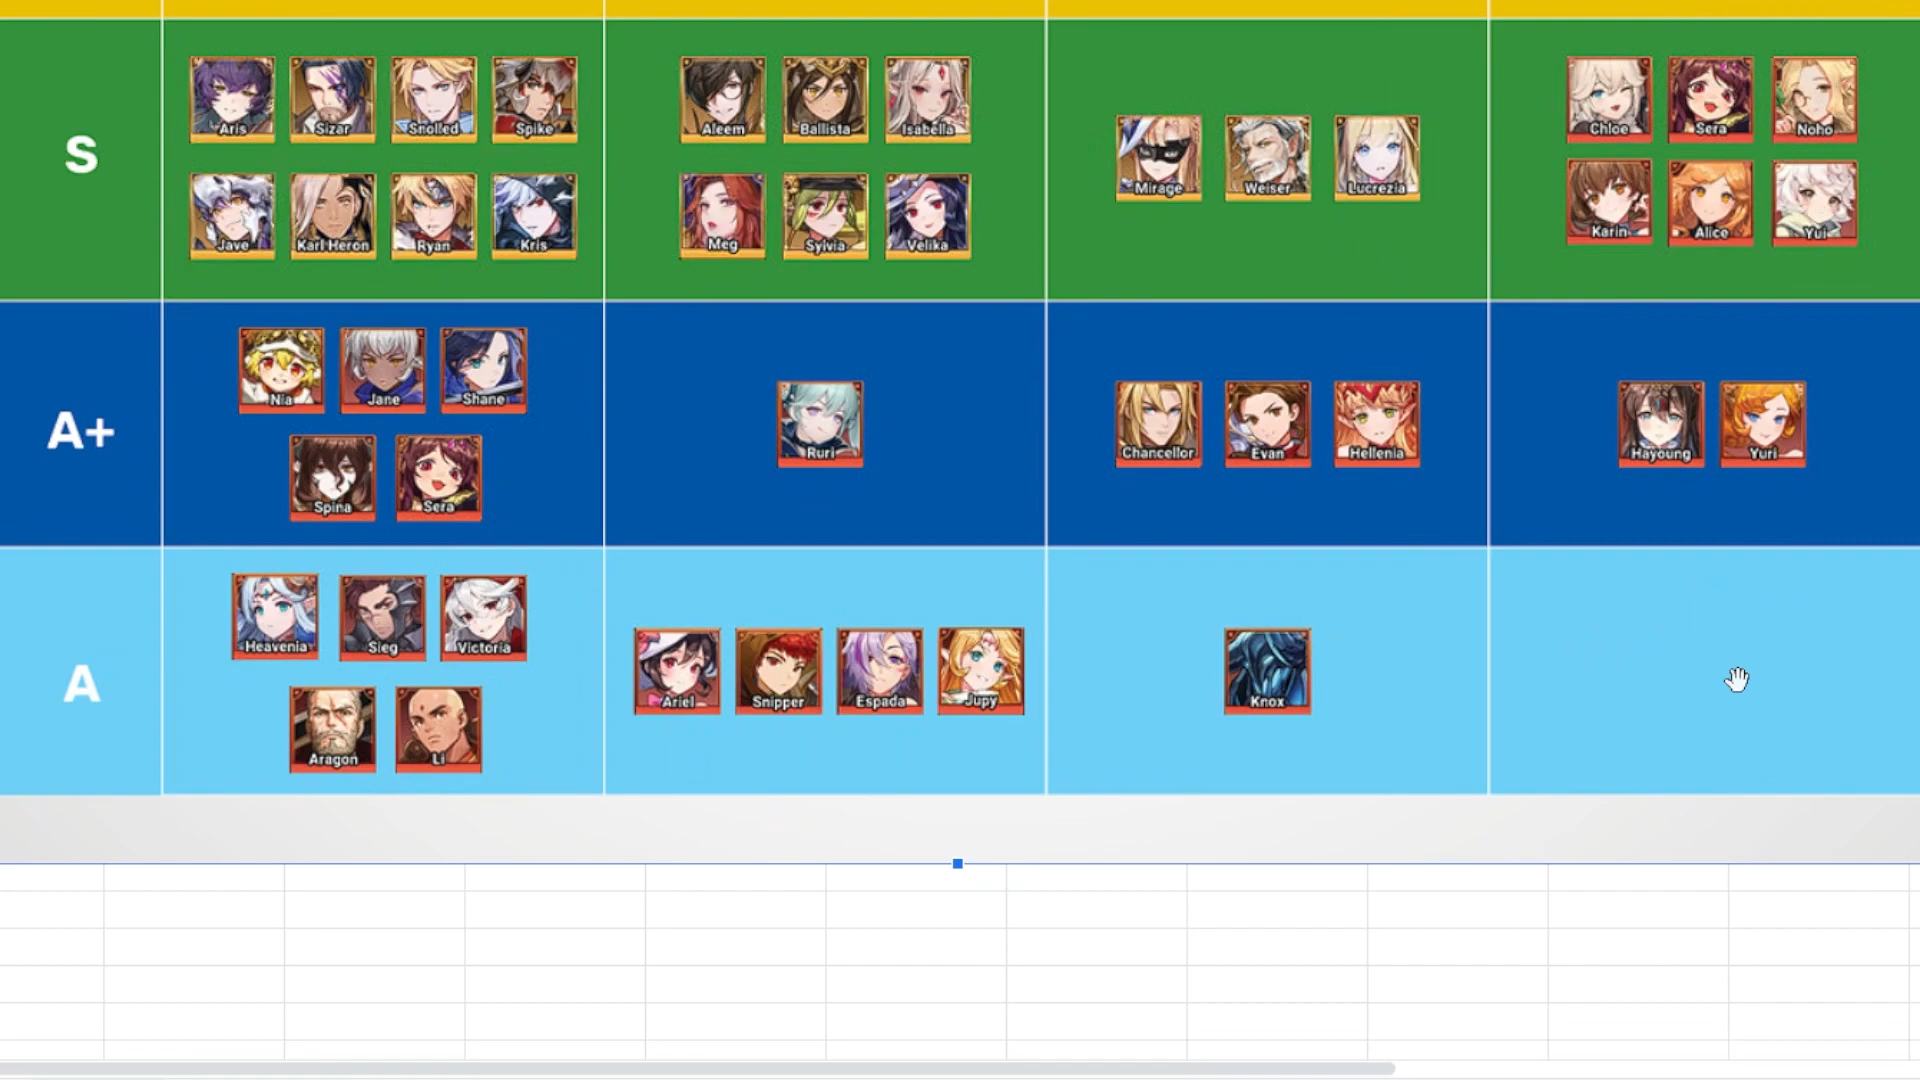 S
Aris Sizar Snolled Spike
Jave Karl Heron Ryan Kris
Aleem Ballista Isabella
Meg Sylvia Velika
Mirage Weiser Lucrezia
Chloe Sera Noho
Karin Alice Yui
A+
Nia Jane Shane
Spina Sera
Ruri
Chancellor Evan Hellenia
Hayoung Yuri
A
Heavenia Sieg Victoria
Aragon Li
Ariel Snipper Espada Jupy
Knox